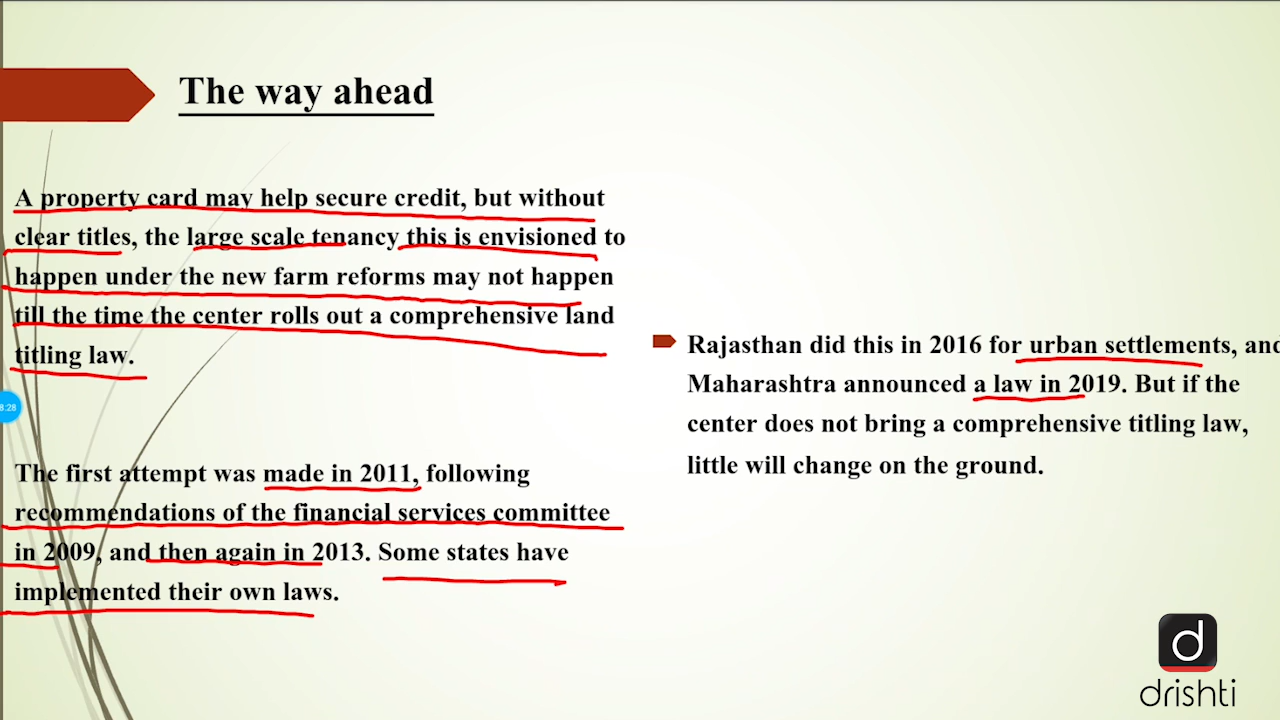 The way ahead
A property card may help secure credit, but without
clear titles, the large scale tenancy this is envisioned to
happen under the new farm reforms may not happen
till the time the center rolls out a comprehensive land
titling law.
The first attempt was made in 2011, following
recommendations of the financial services committee
in 2009, and then again in 2013. Some states have
implemented their own laws.
Rajasthan did this in 2016 for urban settlements, and
Maharashtra announced a law in 2019. But if the
center does not bring a comprehensive titling law,
little will change on the ground.
8:28
d
drishti